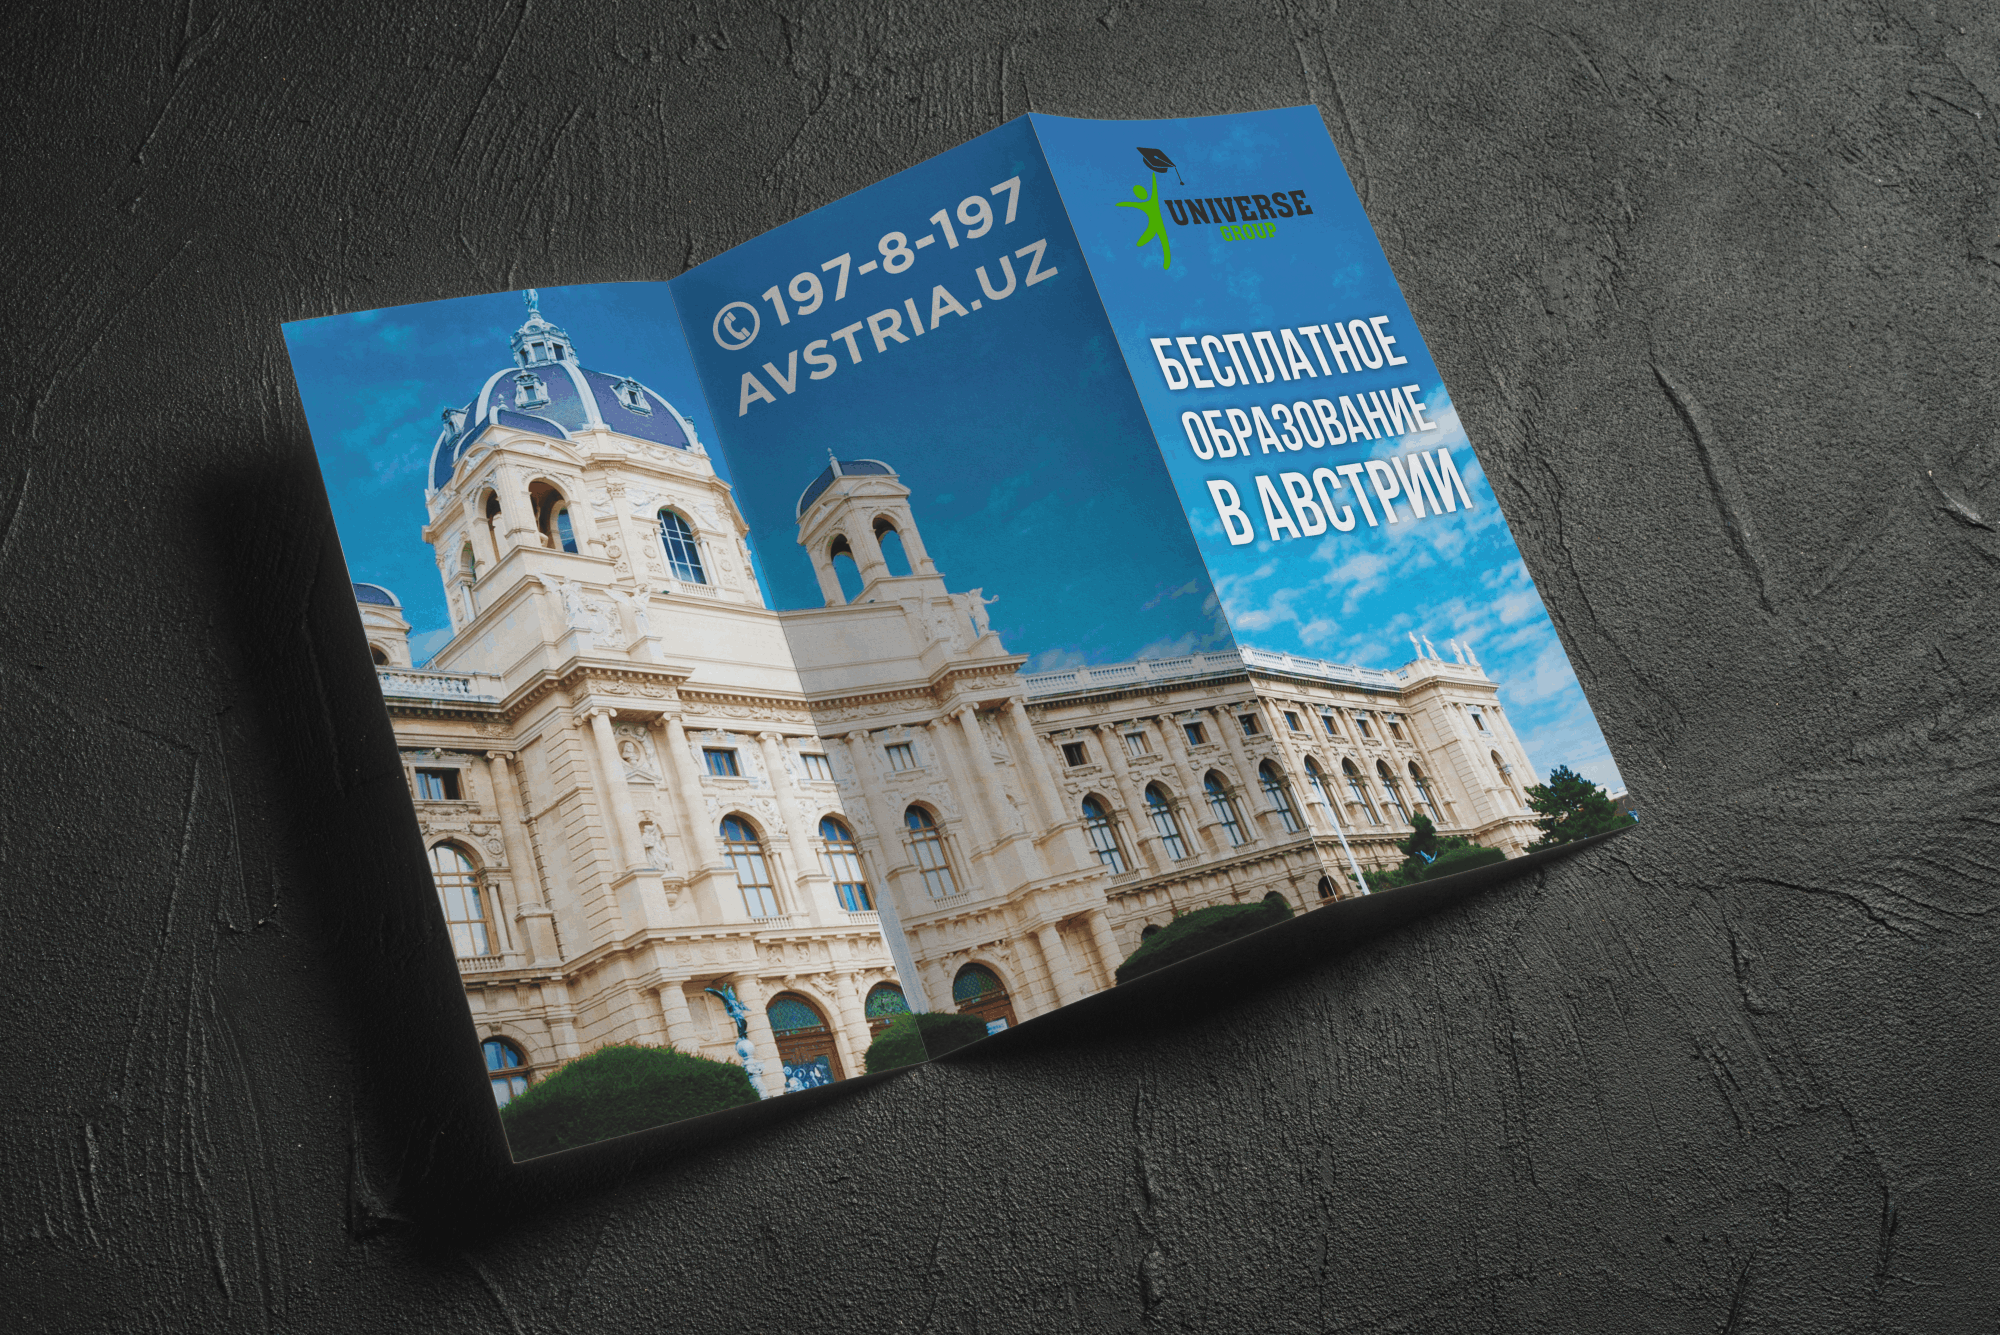 197-8-197
AVSTRIA.UZ
UNIVERSE
GROUP
БЕСПЛАТНОЕ
ОБРАЗОВАНИЕ
В АВСТРИИ